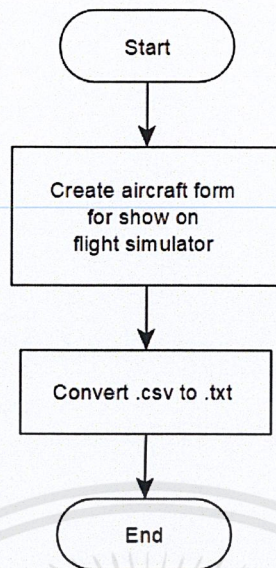 Start
Create aircraft form
for show on
flight simulator
Convert .csv to .txt
End